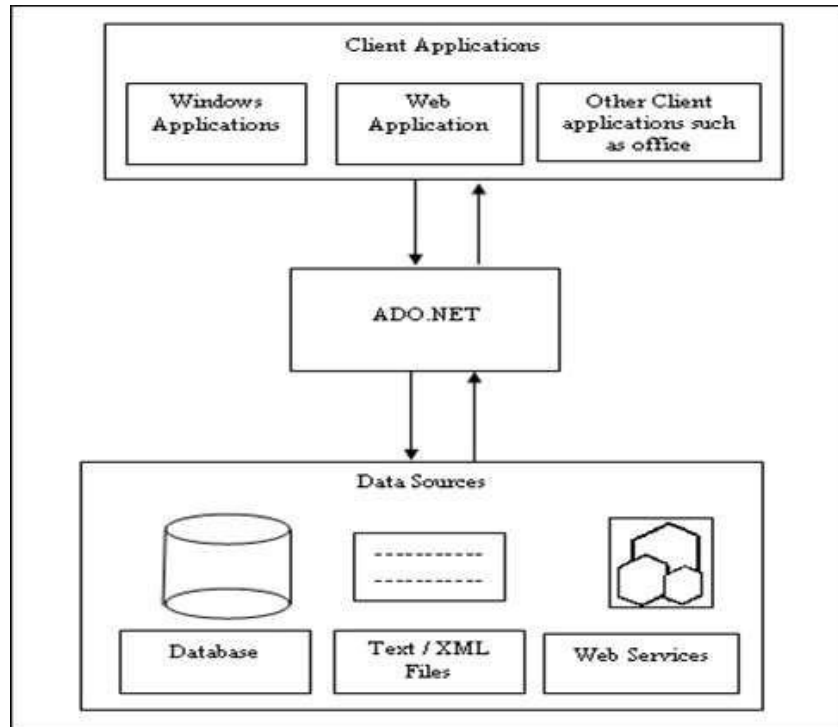 Client Applications
Windows
Applications
Web
Application
Other Client
applications such
as office
ADO.NET
Data Sources
Database
Text / XML
Files
Web Services